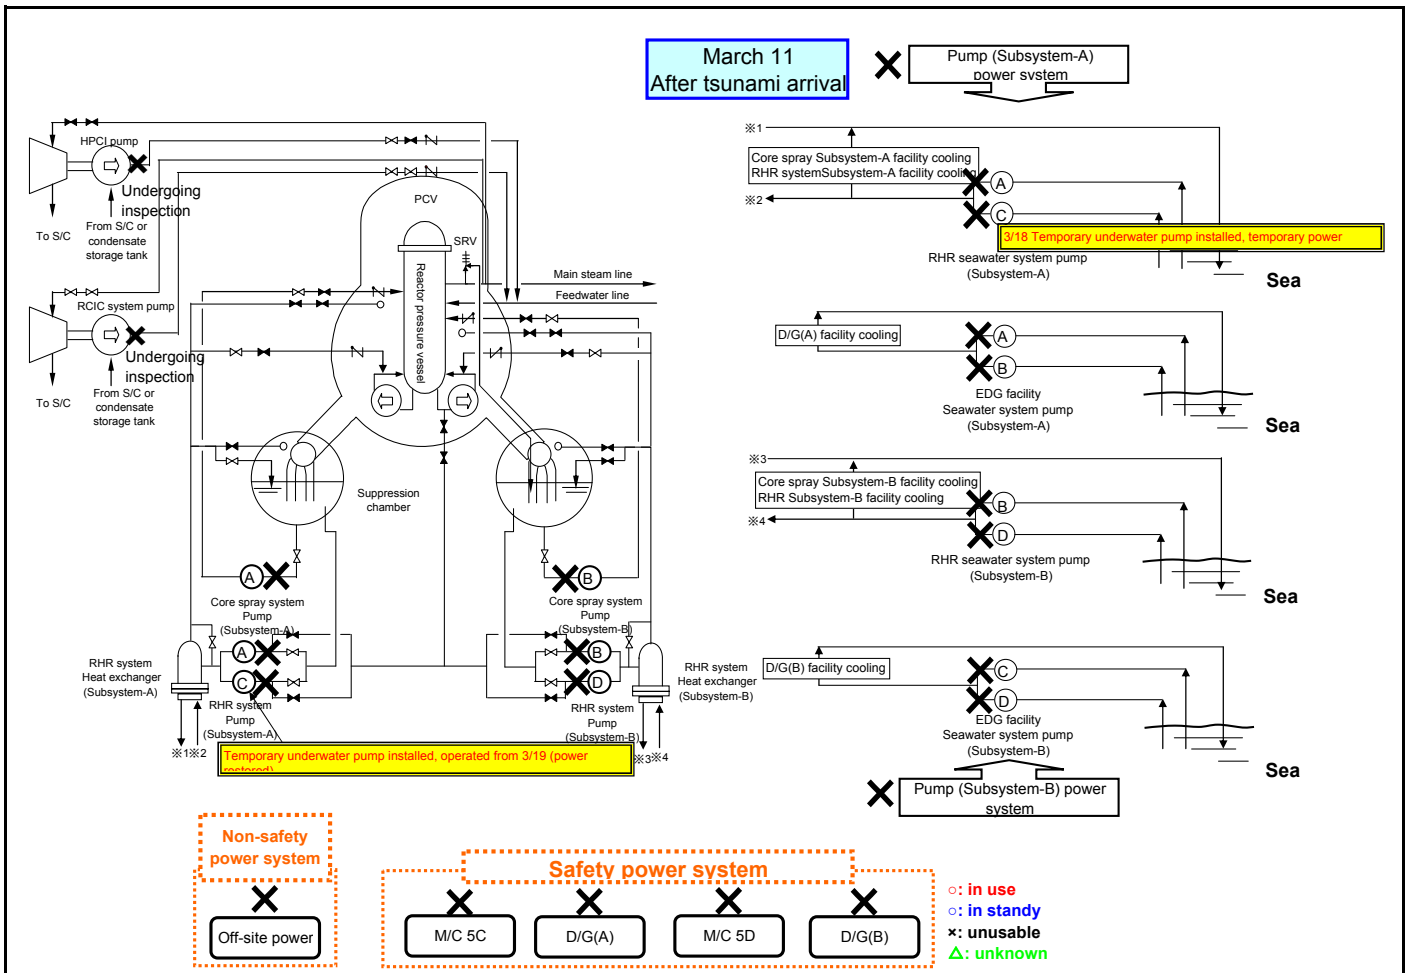 March 11
After tsunami arrival
Pump (Subsystem-A)
power system
HPCI pump
Undergoing
inspection
To S/C
From S/C or
condensate
storage tank
RCIC system pump
Undergoing
inspection
To S/C
From S/C or
condensate
storage tank
PCV
SRV
Reactor pressure vessel
Main steam line
Feedwater line
Suppression
chamber
A
Core spray system
Pump
(Subsystem-A)
B
Core spray system
Pump
(Subsystem-B)
RHR system
Heat exchanger
(Subsystem-A)
A
C
RHR system
Pump
(Subsystem-A)
B
D
RHR system
Pump
(Subsystem-B)
RHR system
Heat exchanger
(Subsystem-B)
※1※2
※3※4
Temporary underwater pump installed, operated from 3/19 (power
restored)
※1
Core spray Subsystem-A facility cooling
RHR systemSubsystem-A facility cooling
※2
A
C
3/18 Temporary underwater pump installed, temporary power
RHR seawater system pump
(Subsystem-A)
Sea
D/G(A) facility cooling
A
B
EDG facility
Seawater system pump
(Subsystem-A)
Sea
※3
Core spray Subsystem-B facility cooling
RHR Subsystem-B facility cooling
※4
B
D
RHR seawater system pump
(Subsystem-B)
Sea
D/G(B) facility cooling
C
D
EDG facility
Seawater system pump
(Subsystem-B)
Sea
Pump (Subsystem-B) power
system
Non-safety
power system
Off-site power
Safety power system
M/C 5C
D/G(A)
M/C 5D
D/G(B)
○: in use
○: in standy
×: unusable
△: unknown